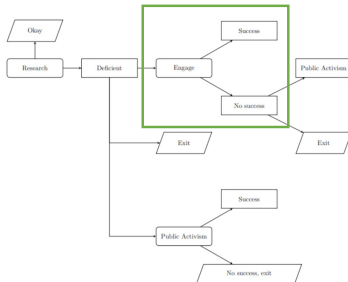 Okay
Success
Research
Deficient
Engage
Public Activism
No success
Exit
Exit
Success
Public Activism
No success, exit